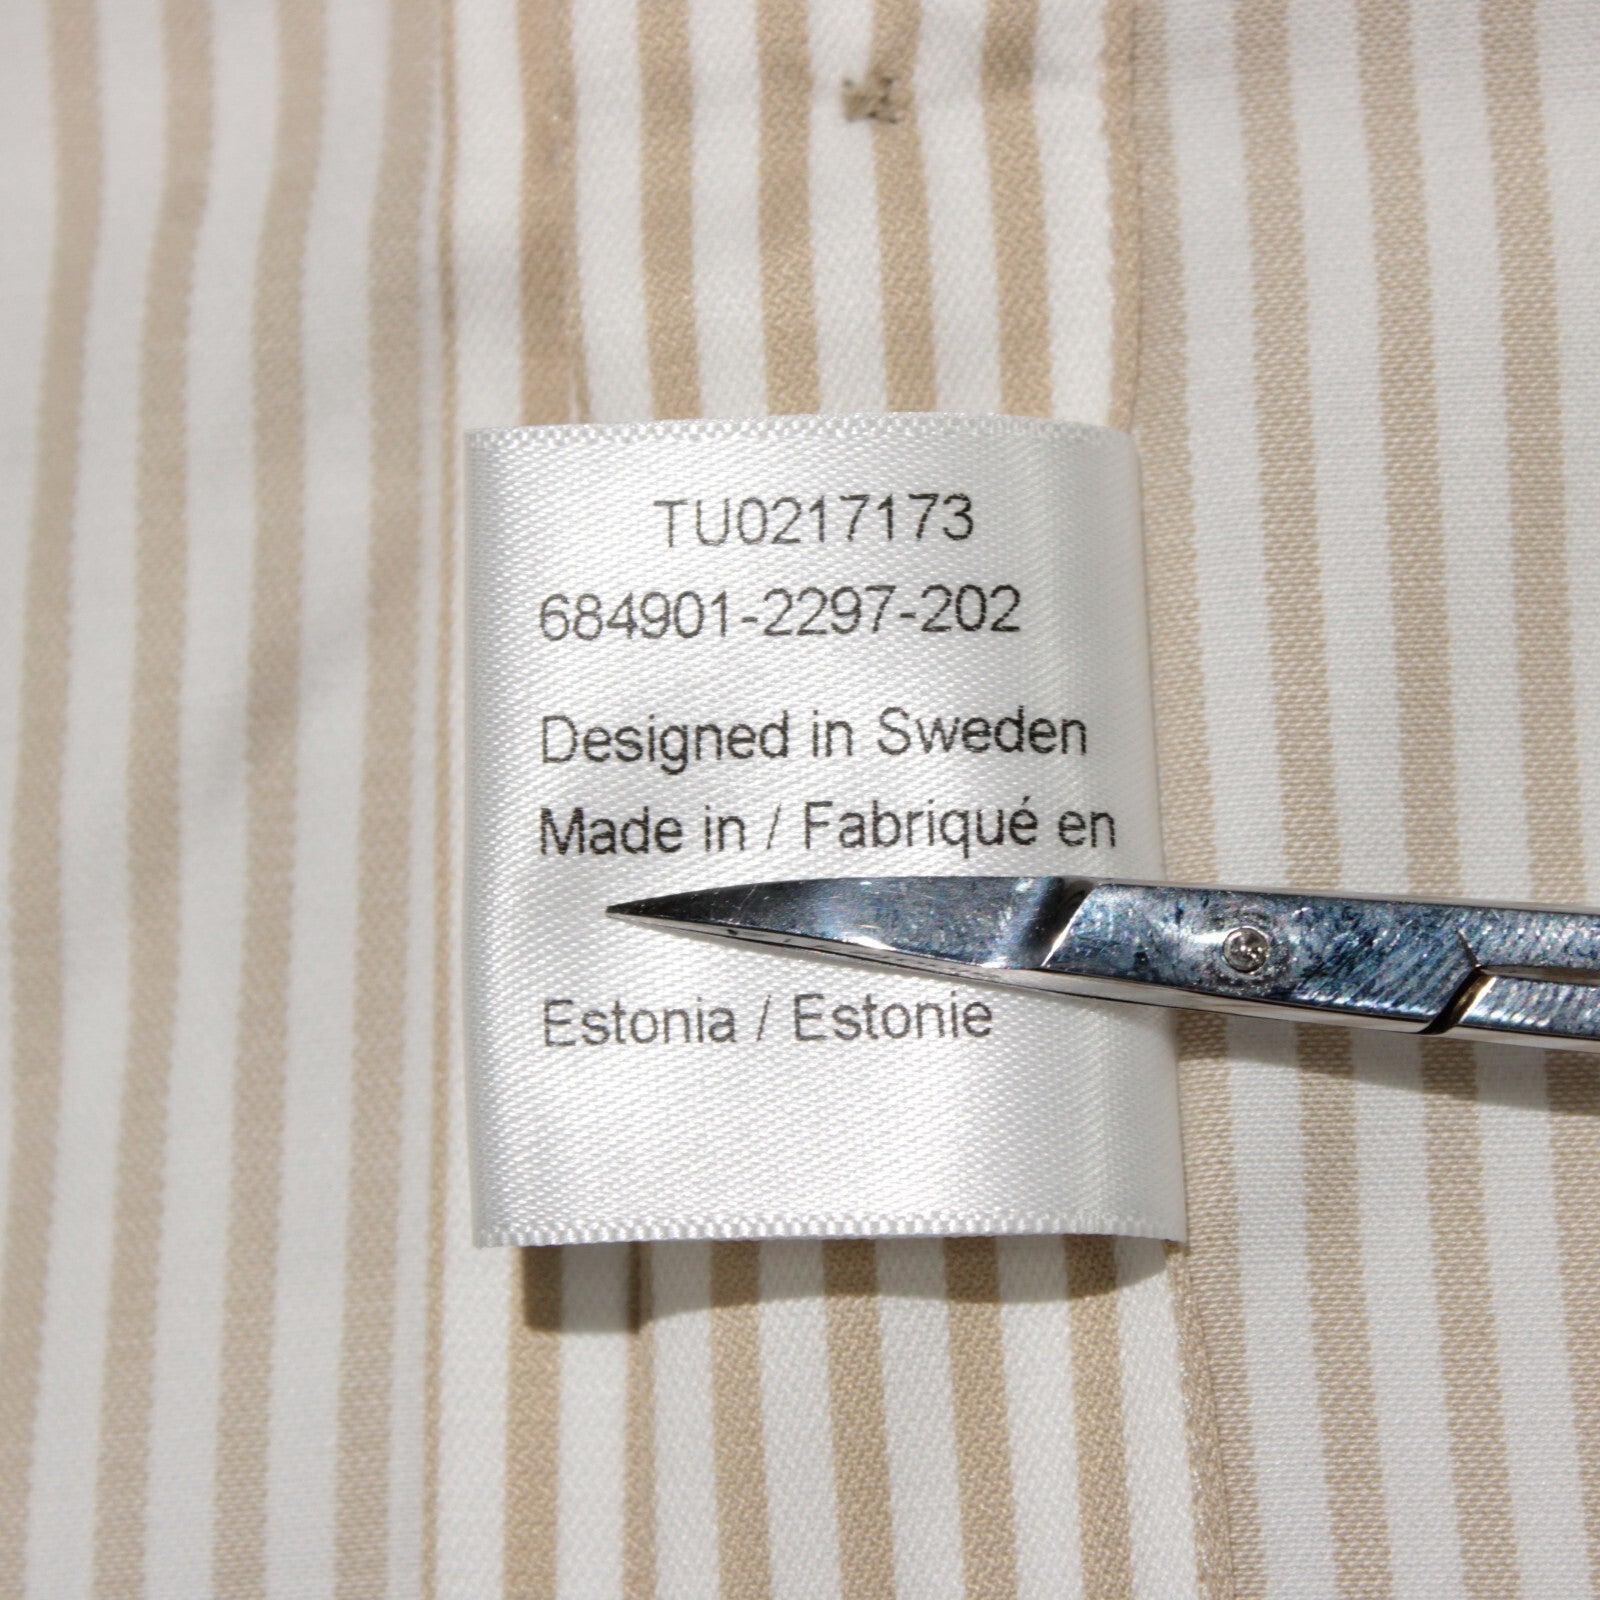 TU0217173
684901-2297-202
Designed in Sweden
Made in / Fabriqué en
Estonia / Estonie